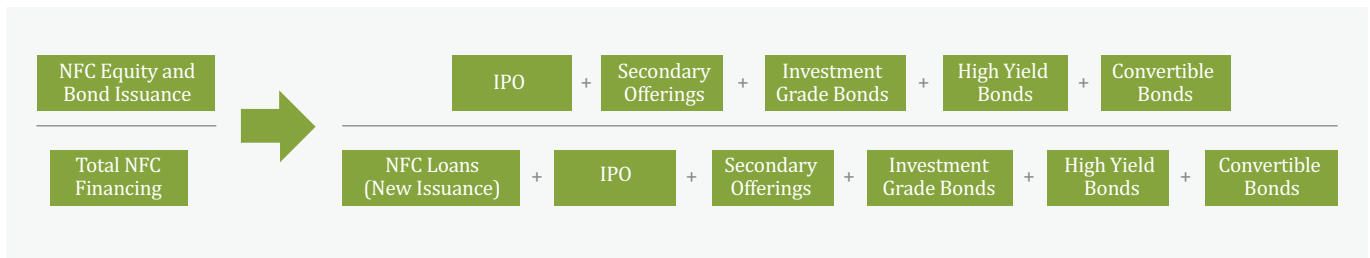 NFC Equity and
Bond Issuance
IPO
+
Secondary
Offerings
+
Investment
Grade Bonds
+
High Yield
Bonds
+
Convertible
Bonds
Total NFC
Financing
NFC Loans
(New Issuance)
+
IPO
+
Secondary
Offerings
+
Investment
Grade Bonds
+
High Yield
Bonds
+
Convertible
Bonds